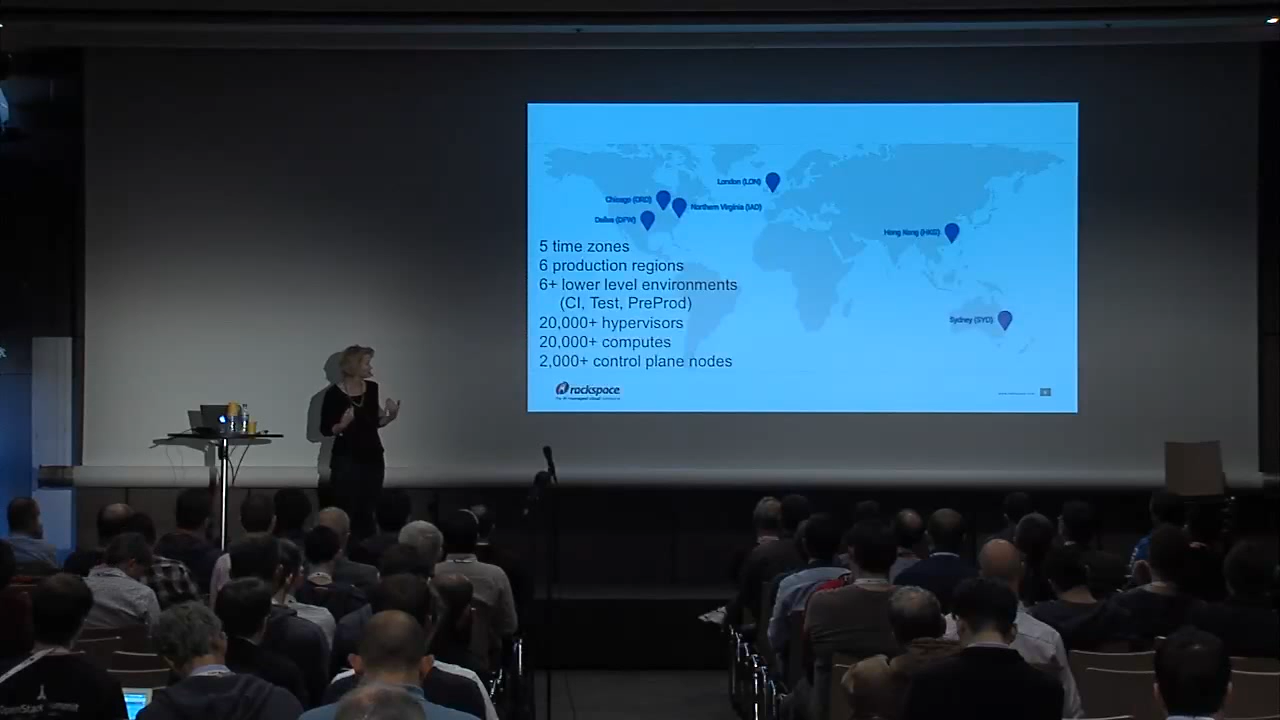 London (LON)
Chicago (ORD)
Northern Virginia (IAD)
Dallas (DFW)
Hong Kong (HKG)
Sydney (SYD)
5 time zones
6 production regions
6+ lower level environments
(CI, Test, PreProd)
20,000+ hypervisors
20,000+ computes
2,000+ control plane nodes
rackspace